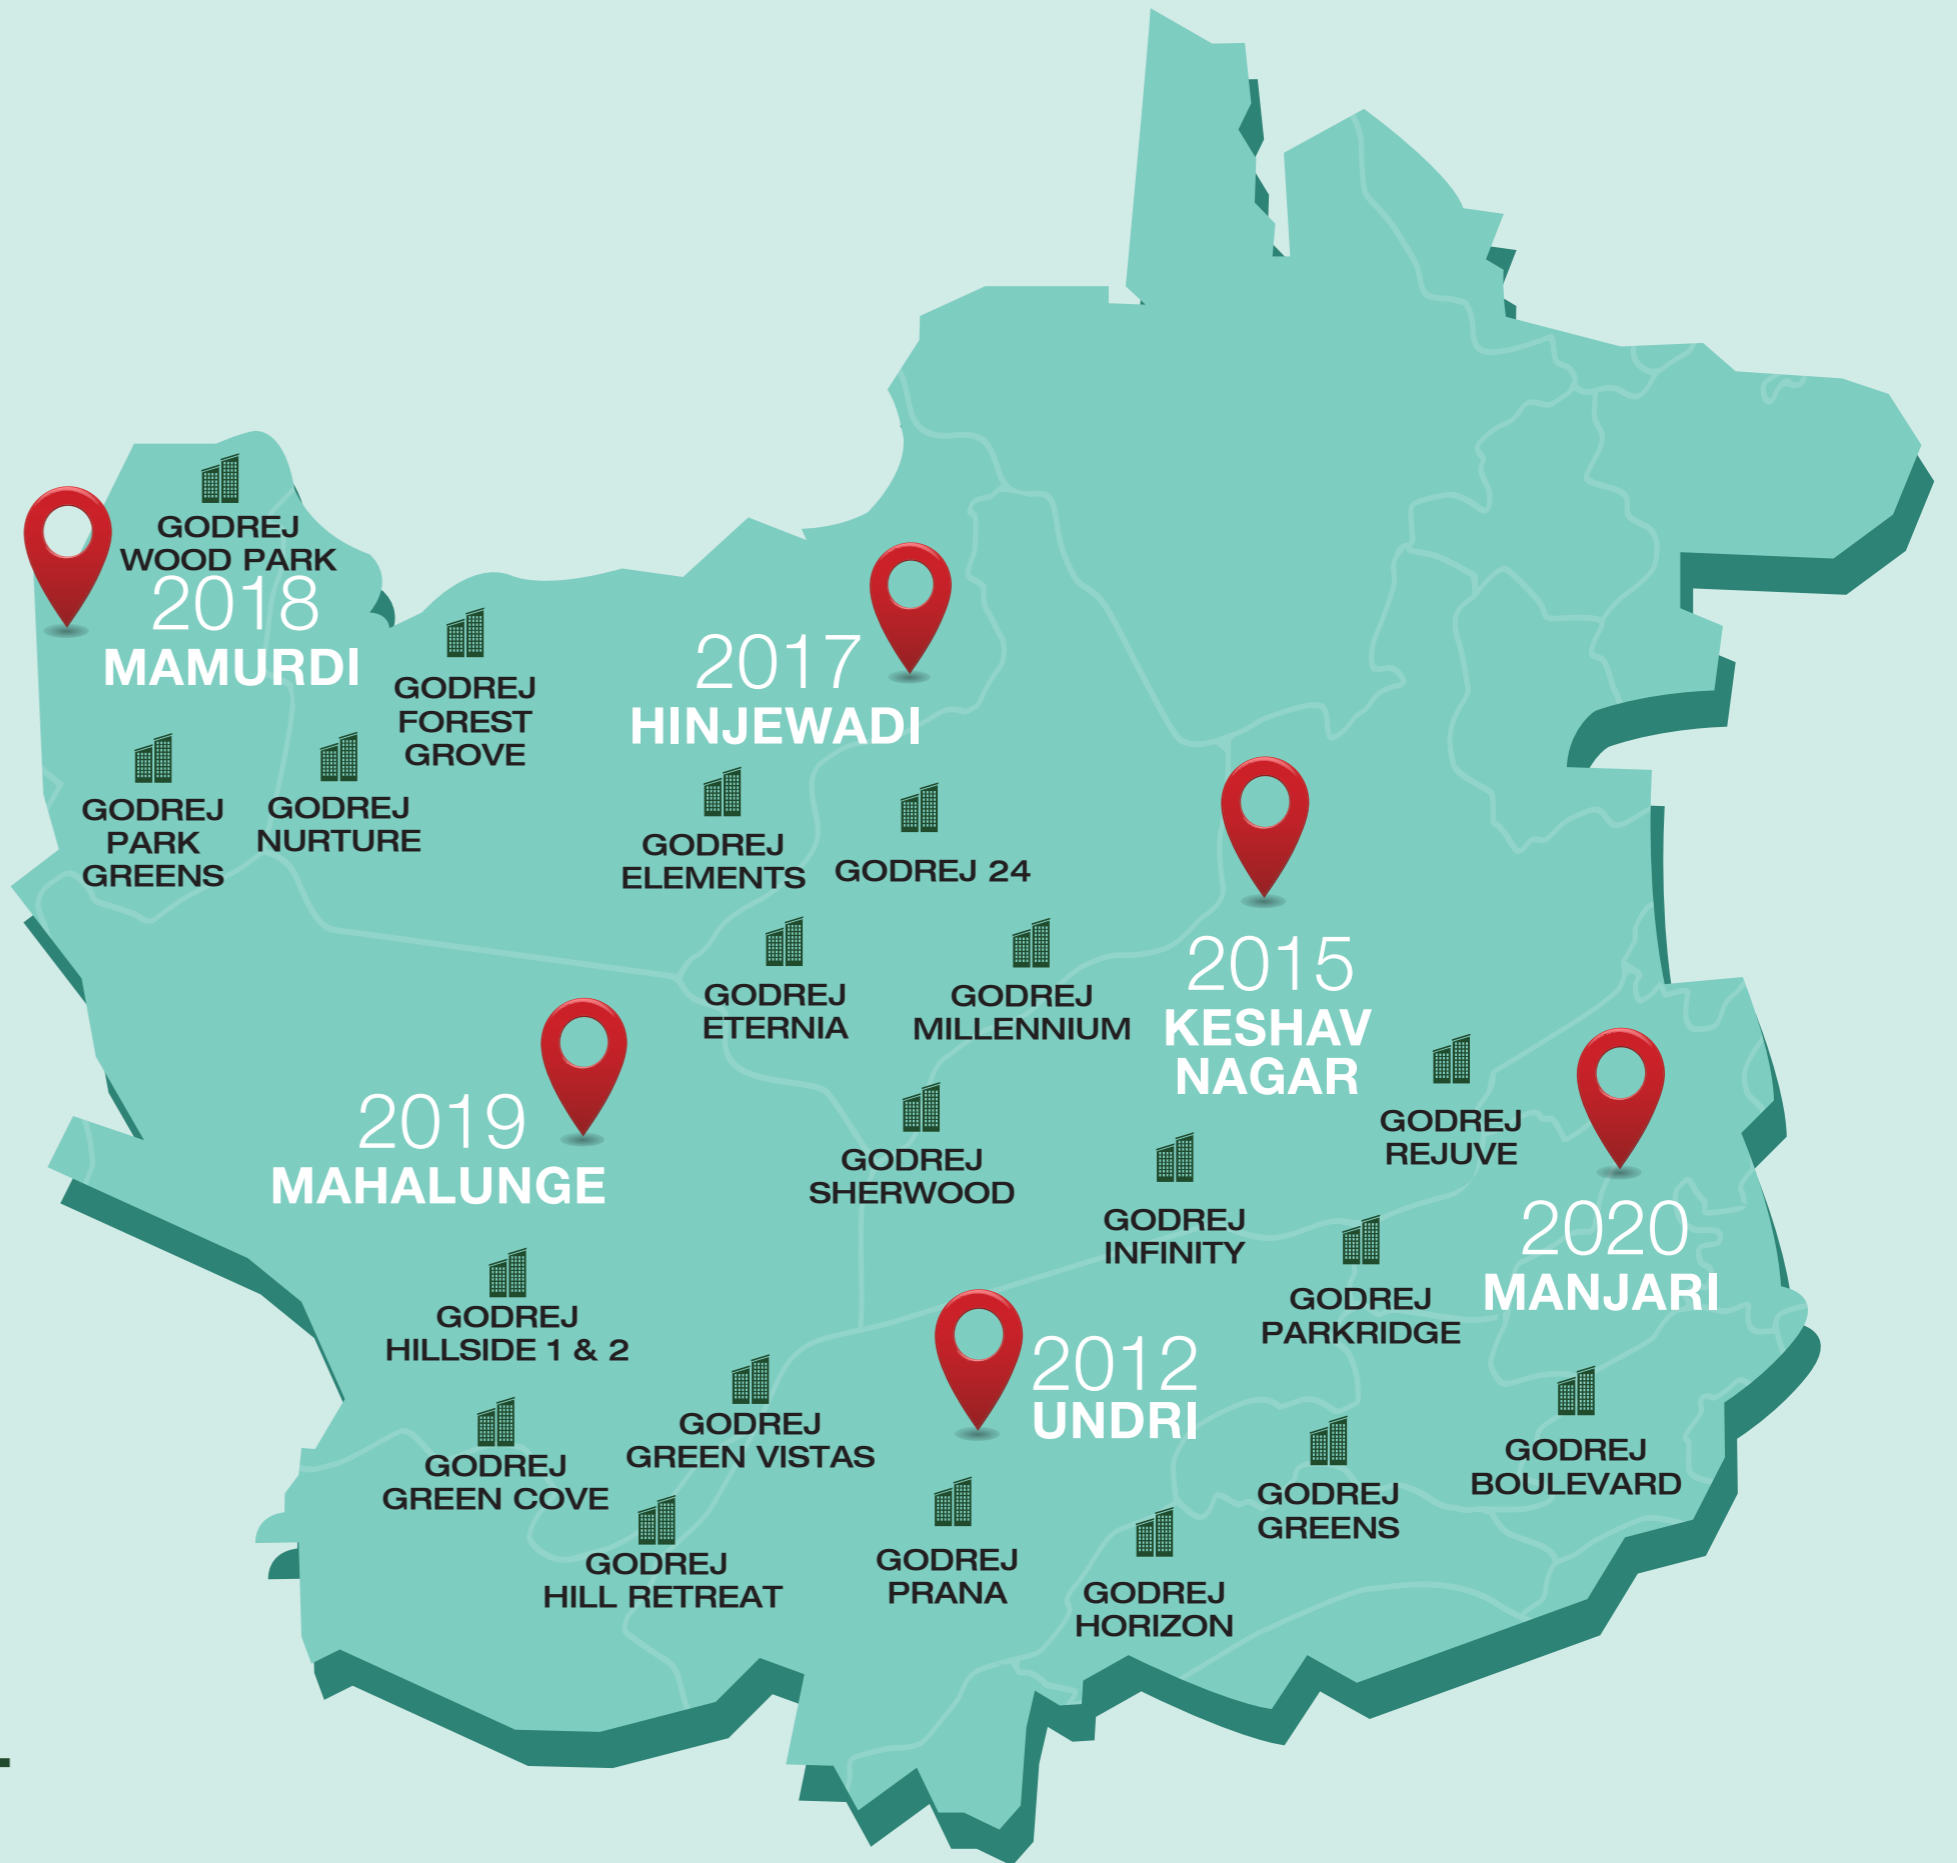 GODREJ
WOOD PARK
2018
MAMURDI
GODREJ
FOREST
GROVE
GODREJ
PARK
GREENS
GODREJ
NURTURE
2017
HINJEWADI
GODREJ
ELEMENTS
GODREJ 24
GODREJ
ETERNIA
GODREJ
MILLENNIUM
2015
KESHAV
NAGAR
GODREJ
REJUVE
2019
MAHALUNGE
GODREJ
SHERWOOD
GODREJ
INFINITY
2020
MANJARI
GODREJ
PARKRIDGE
GODREJ
HILLSIDE 1 & 2
2012
UNDRI
GODREJ
GREEN VISTAS
GODREJ
GREEN COVE
GODREJ
BOULEVARD
GODREJ
GREENS
GODREJ
HILL RETREAT
GODREJ
PRANA
GODREJ
HORIZON